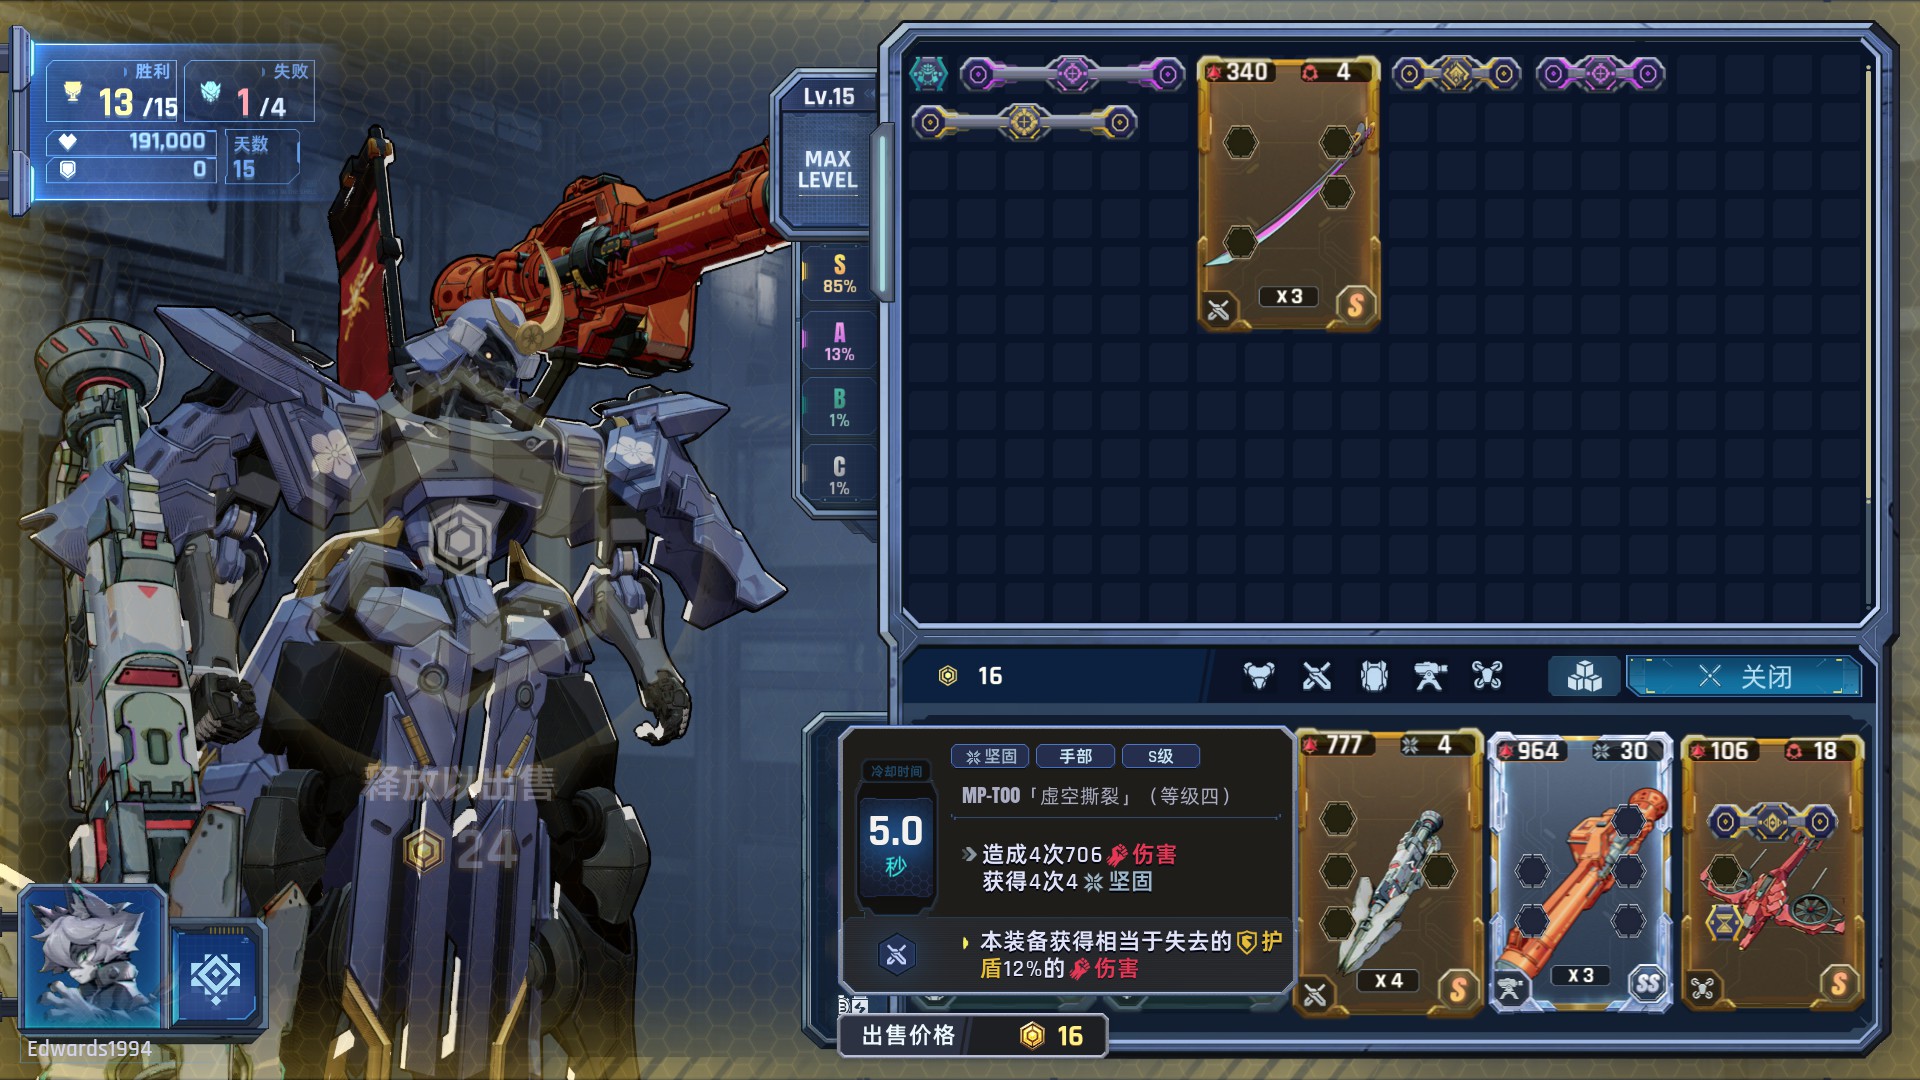 胜利
13 /15
失败
1 /4
191,000
0
天数
15
Lv.15
MAX
LEVEL
S
85%
A
13%
B
1%
C
1%
340
4
x3
S
16
关闭
释放以出售
24
冷却时间
5.0
秒
坚固
手部
S级
MP-T00「虚空撕裂」（等级四）
造成4次706伤害
获得4次4坚固
本装备获得相当于失去的护
盾12%的伤害
出售价格
16
777
4
x4
S
964
30
x3
SS
106
18
S
Edwards1994